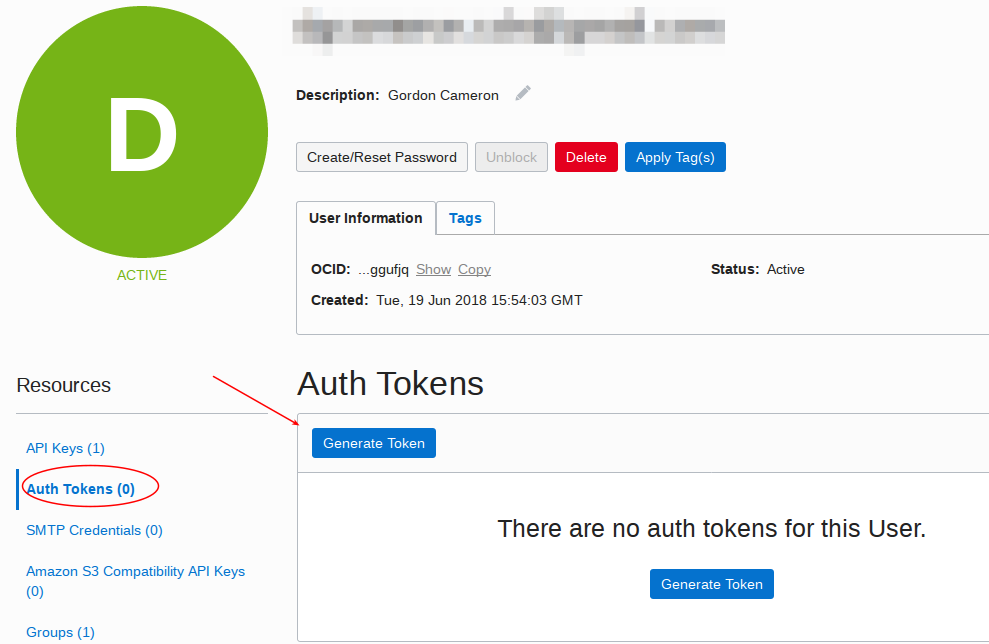 D
ACTIVE
Description: Gordon Cameron
Create/Reset Password Unblock Delete Apply Tag(s)
User Information Tags
OCID: ...ggufjq Show Copy Status: Active
Created: Tue, 19 Jun 2018 15:54:03 GMT
Resources
API Keys (1)
Auth Tokens (0)
SMTP Credentials (0)
Amazon S3 Compatibility API Keys
(0)
Groups (1)
Auth Tokens
Generate Token
There are no auth tokens for this User.
Generate Token